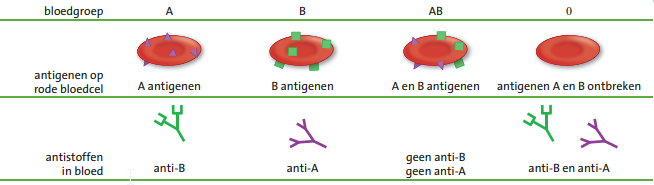 bloedgroep A B AB 0
antigenen op
rode bloedcel A antigenen B antigenen A en B antigenen antigenen A en B ontbreken
antistoffen
in bloed anti-B anti-A geen anti-B
geen anti-A anti-B en anti-A